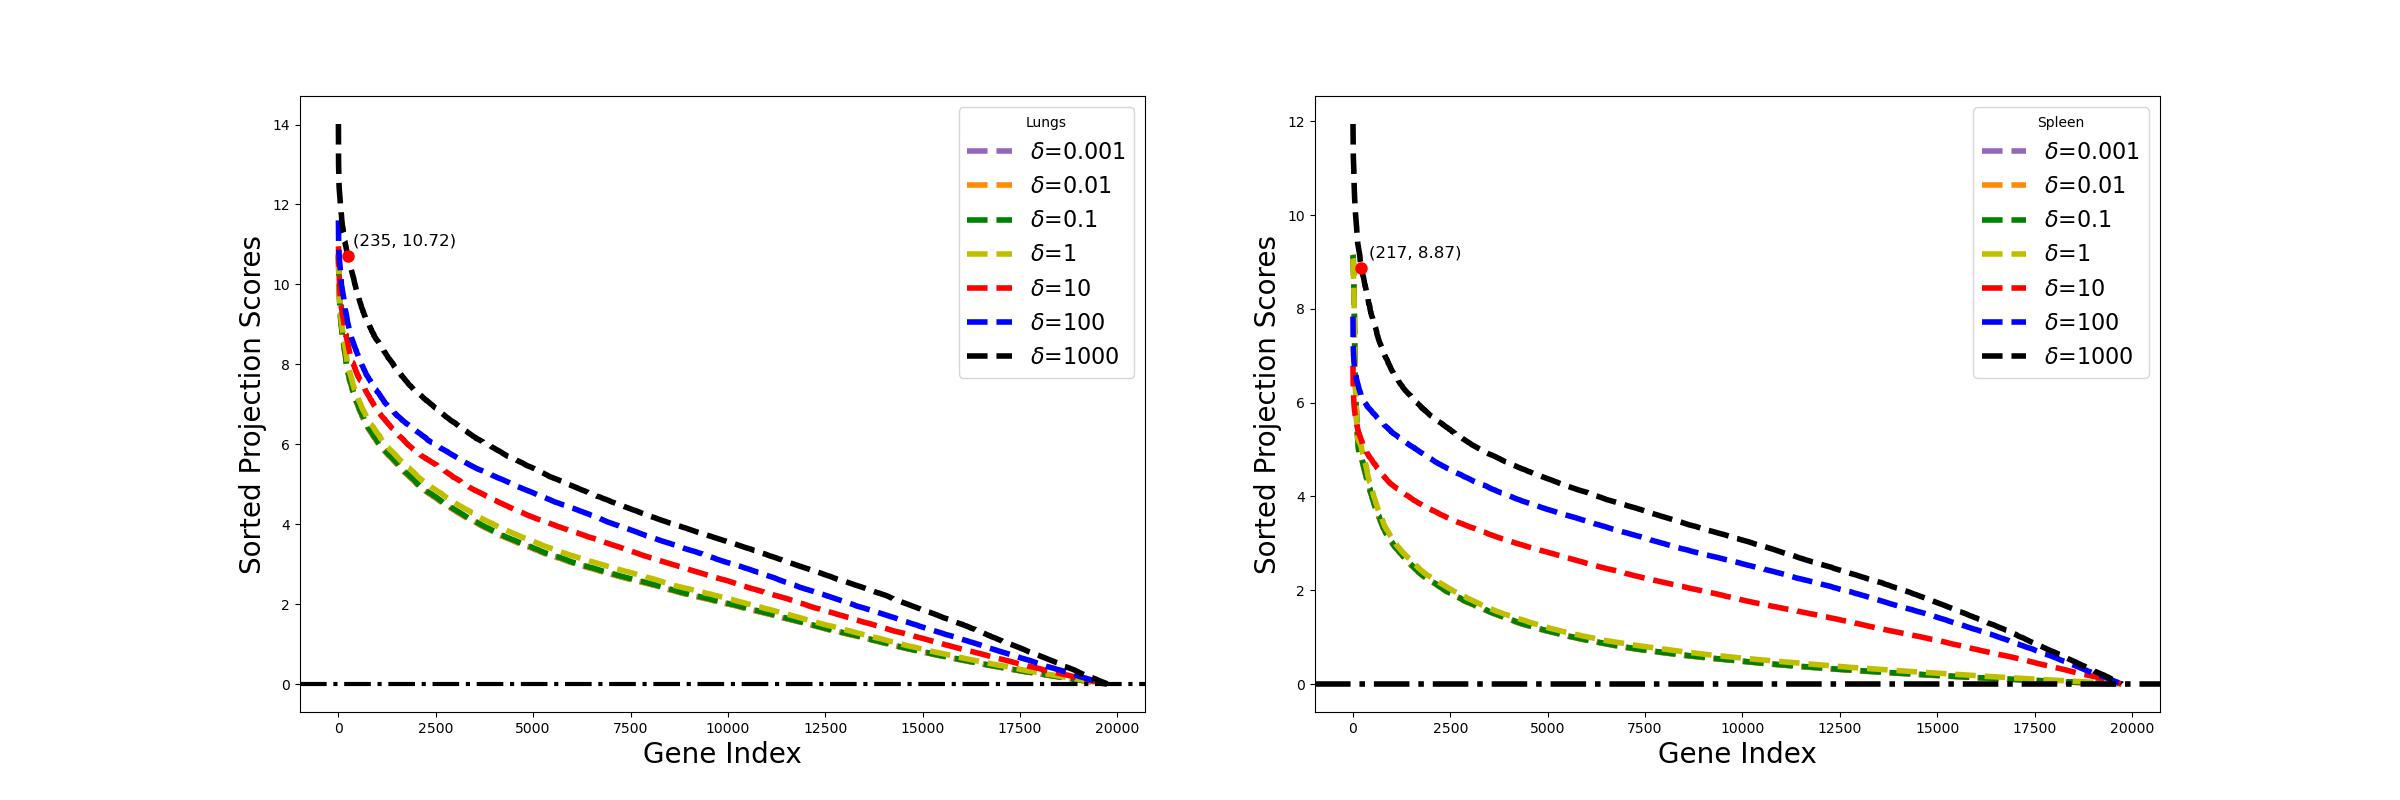 Lungs
δ=0.001
δ=0.01
δ=0.1
δ=1
δ=10
δ=100
δ=1000
(235, 10.72)
14
12
10
8
6
4
2
0
Sorted Projection Scores
0 2500 5000 7500 10000 12500 15000 17500 20000
Gene Index
Spleen
δ=0.001
δ=0.01
δ=0.1
δ=1
δ=10
δ=100
δ=1000
(217, 8.87)
12
10
8
6
4
2
0
Sorted Projection Scores
0 2500 5000 7500 10000 12500 15000 17500 20000
Gene Index